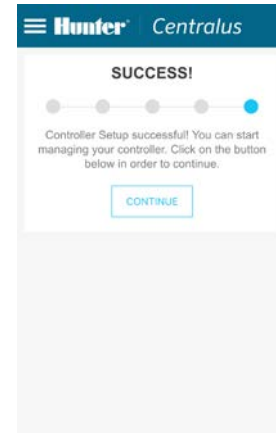 Hunter® Centralus
SUCCESS!
Controller Setup successful! You can start
managing your controller. Click on the button
below in order to continue.
CONTINUE